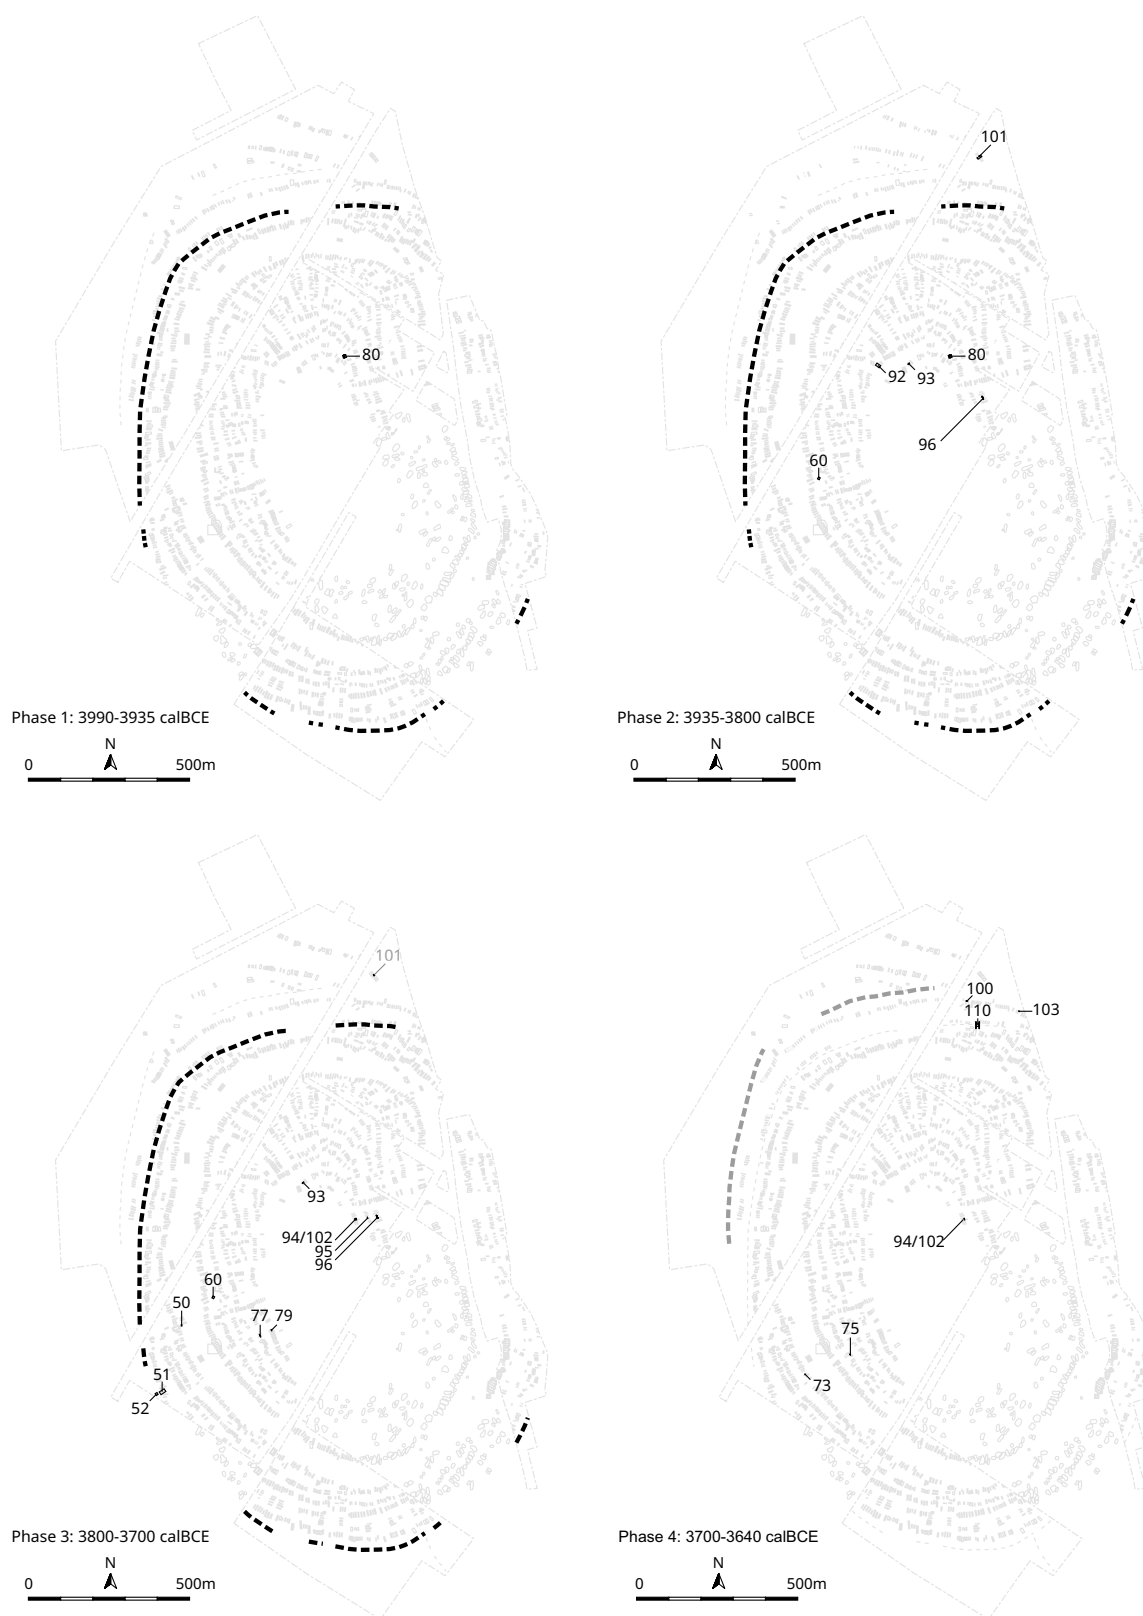 80
Phase 1: 3990-3935 calBCE
N
0 500m
101
80
92 93
96
60
Phase 2: 3935-3800 calBCE
N
0 500m
101
93
94/102
95
96
60
50
77 79
51
52
Phase 3: 3800-3700 calBCE
N
0 500m
100
110 103
94/102
75
73
Phase 4: 3700-3640 calBCE
N
0 500m